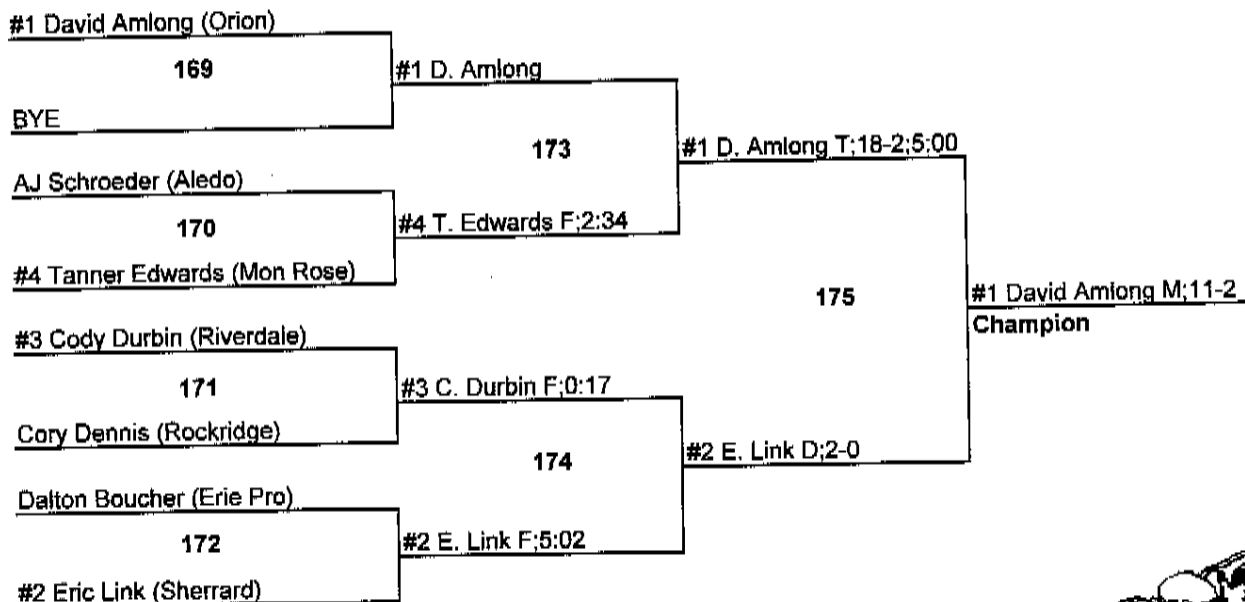 #1 David Amlong (Orion)
169
BYE
#1 D. Amlong
AJ Schroeder (Aledo)
170
#4 Tanner Edwards (Mon Rose)
#4 T. Edwards F;2:34
173
#1 D. Amlong T;18-2;5:00
#3 Cody Durbin (Riverdale)
171
Cory Dennis (Rockridge)
#3 C. Durbin F;0:17
Dalton Boucher (Erie Pro)
172
#2 Eric Link (Sherrard)
#2 E. Link F;5:02
174
#2 E. Link D;2-0
175
#1 David Amlong M;11-2
Champion